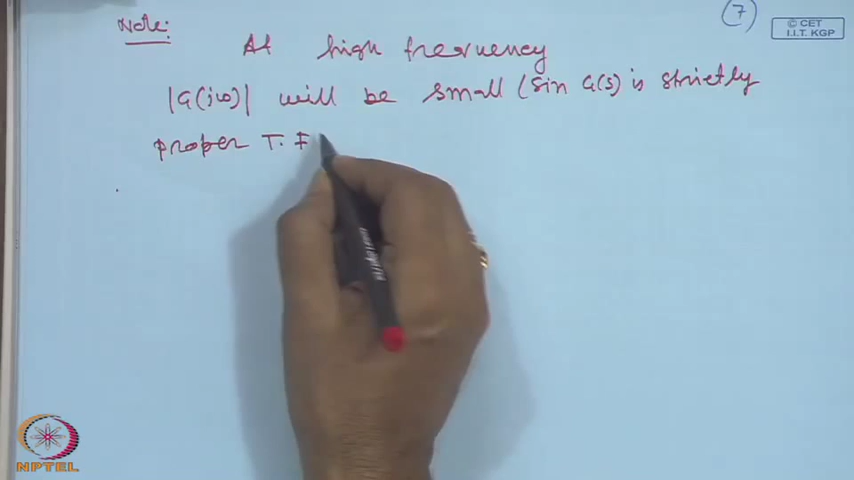 7
© CET
I.I.T. KGP
Note:
At high frequency
|G(jω)| will be small (Sin G(s) is strictly
proper T. F
NPTEL